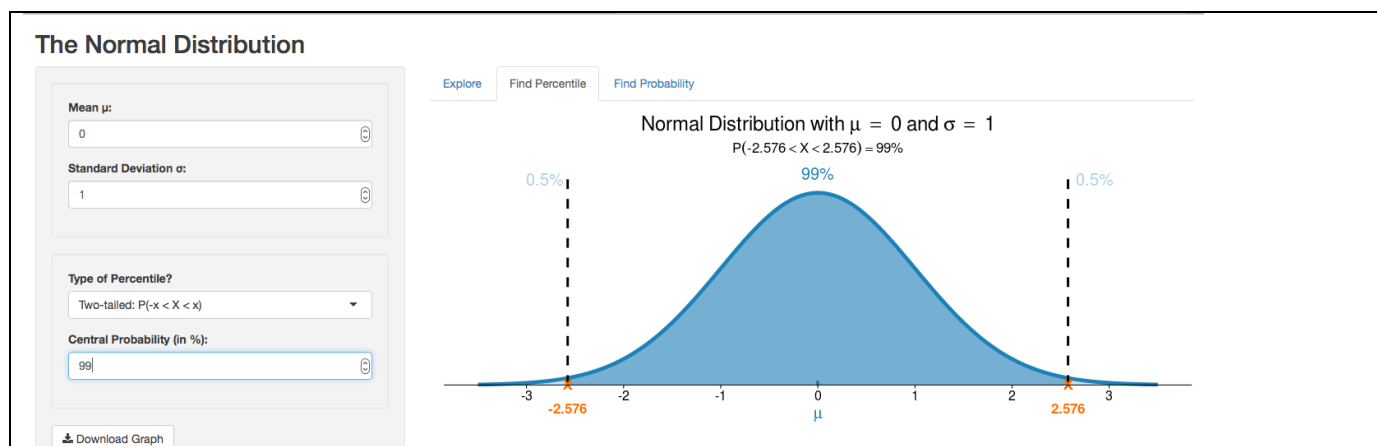 The Normal Distribution
Mean μ:
0
Standard Deviation σ:
1
Type of Percentile?
Two-tailed: P(-x < X < x)
Central Probability (in %):
99
Download Graph
Explore Find Percentile Find Probability
Normal Distribution with μ = 0 and σ = 1
P(-2.576 < X < 2.576) = 99%
99%
0.5% 0.5%
-3 -2 -1 0 1 2 3
-2.576 μ 2.576